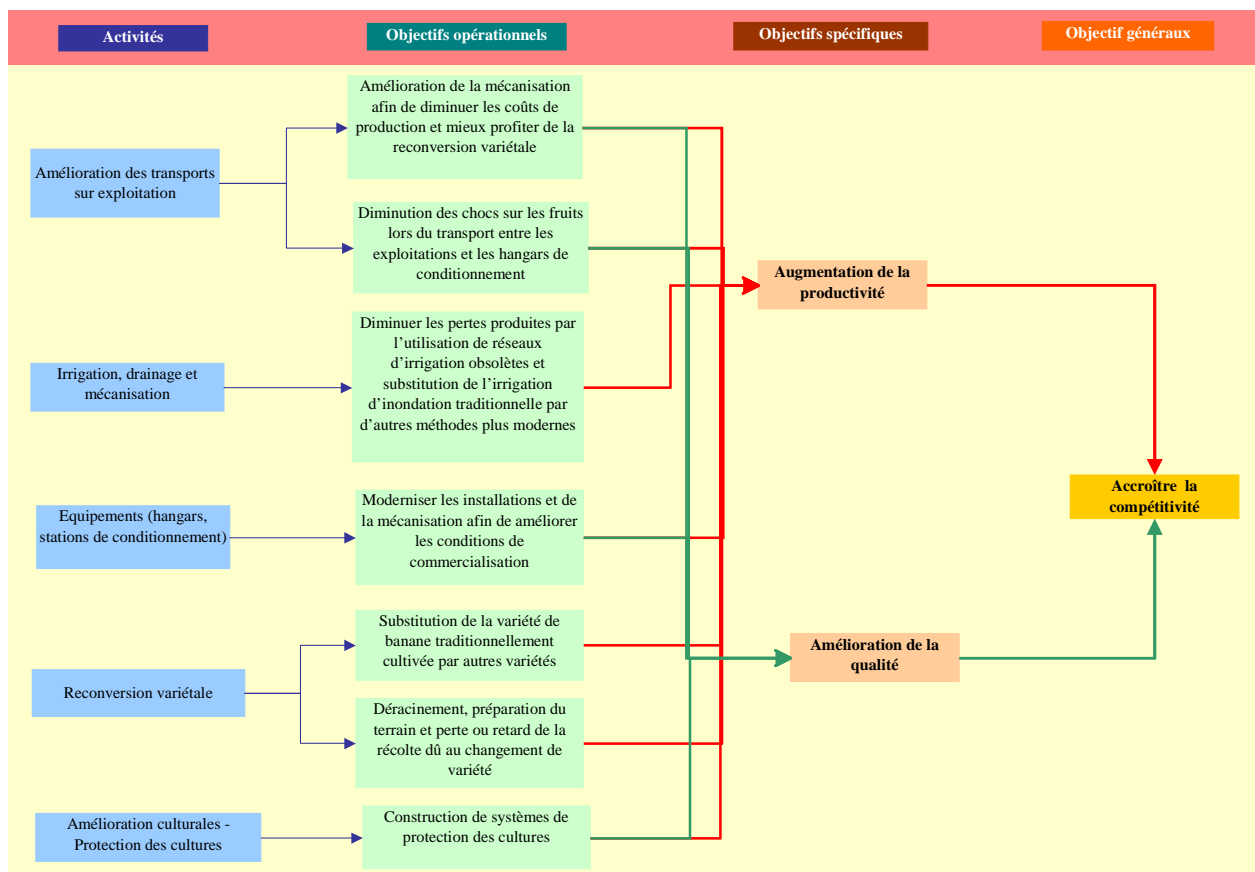 Activités
Objectifs opérationnels
Objectifs spécifiques
Objectif généraux
Amélioration des transports
sur exploitation
Amélioration de la mécanisation
afin de diminuer les coûts de
production et mieux profiter de la
reconversion variétale
Diminution des chocs sur les fruits
lors du transport entre les
exploitations et les hangars de
conditionnement
Irrigation, drainage et
mécanisation
Diminuer les pertes produites par
l’utilisation de réseaux
d’irrigation obsolètes et
substitution de l’irrigation
d’inondation traditionnelle par
d’autres méthodes plus modernes
Equipements (hangars,
stations de conditionnement)
Moderniser les installations et de
la mécanisation afin de améliorer
les conditions de
commercialisation
Reconversion variétale
Substitution de la variété de
banane traditionnellement
cultivée par autres variétés
Déracinement, préparation du
terrain et perte ou retard de la
récolte dû au changement de
variété
Amélioration culturales -
Protection des cultures
Construction de systèmes de
protection des cultures
Augmentation de la
productivité
Amélioration de la
qualité
Accroître la
compétitivité